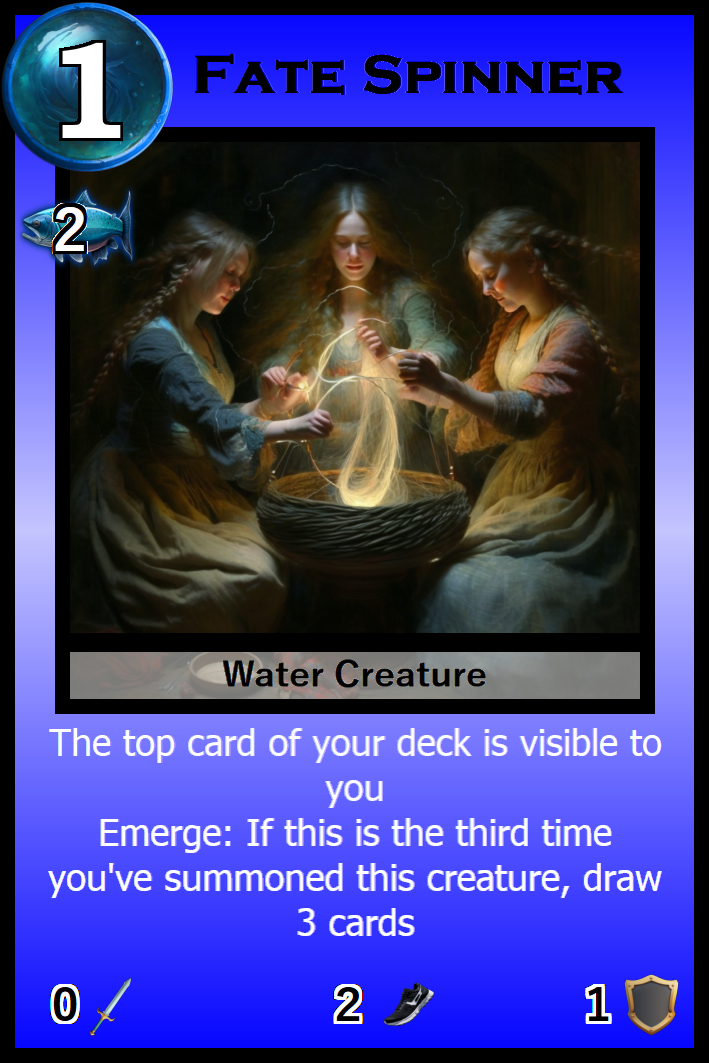 1
Fate Spinner
2
Water Creature
The top card of your deck is visible to
you
Emerge: If this is the third time
you've summoned this creature, draw
3 cards
0
2
1